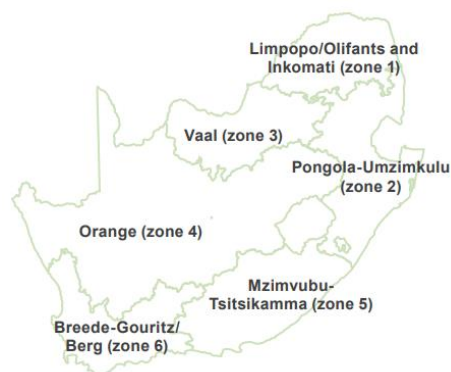 Limpopo/Olifants and
Inkomati (zone 1)
Vaal (zone 3)
Pongola-Umzimkulu
(zone 2)
Orange (zone 4)
Mzimvubu-
Tsitsikamma (zone 5)
Breede-Gouritz/
Berg (zone 6)